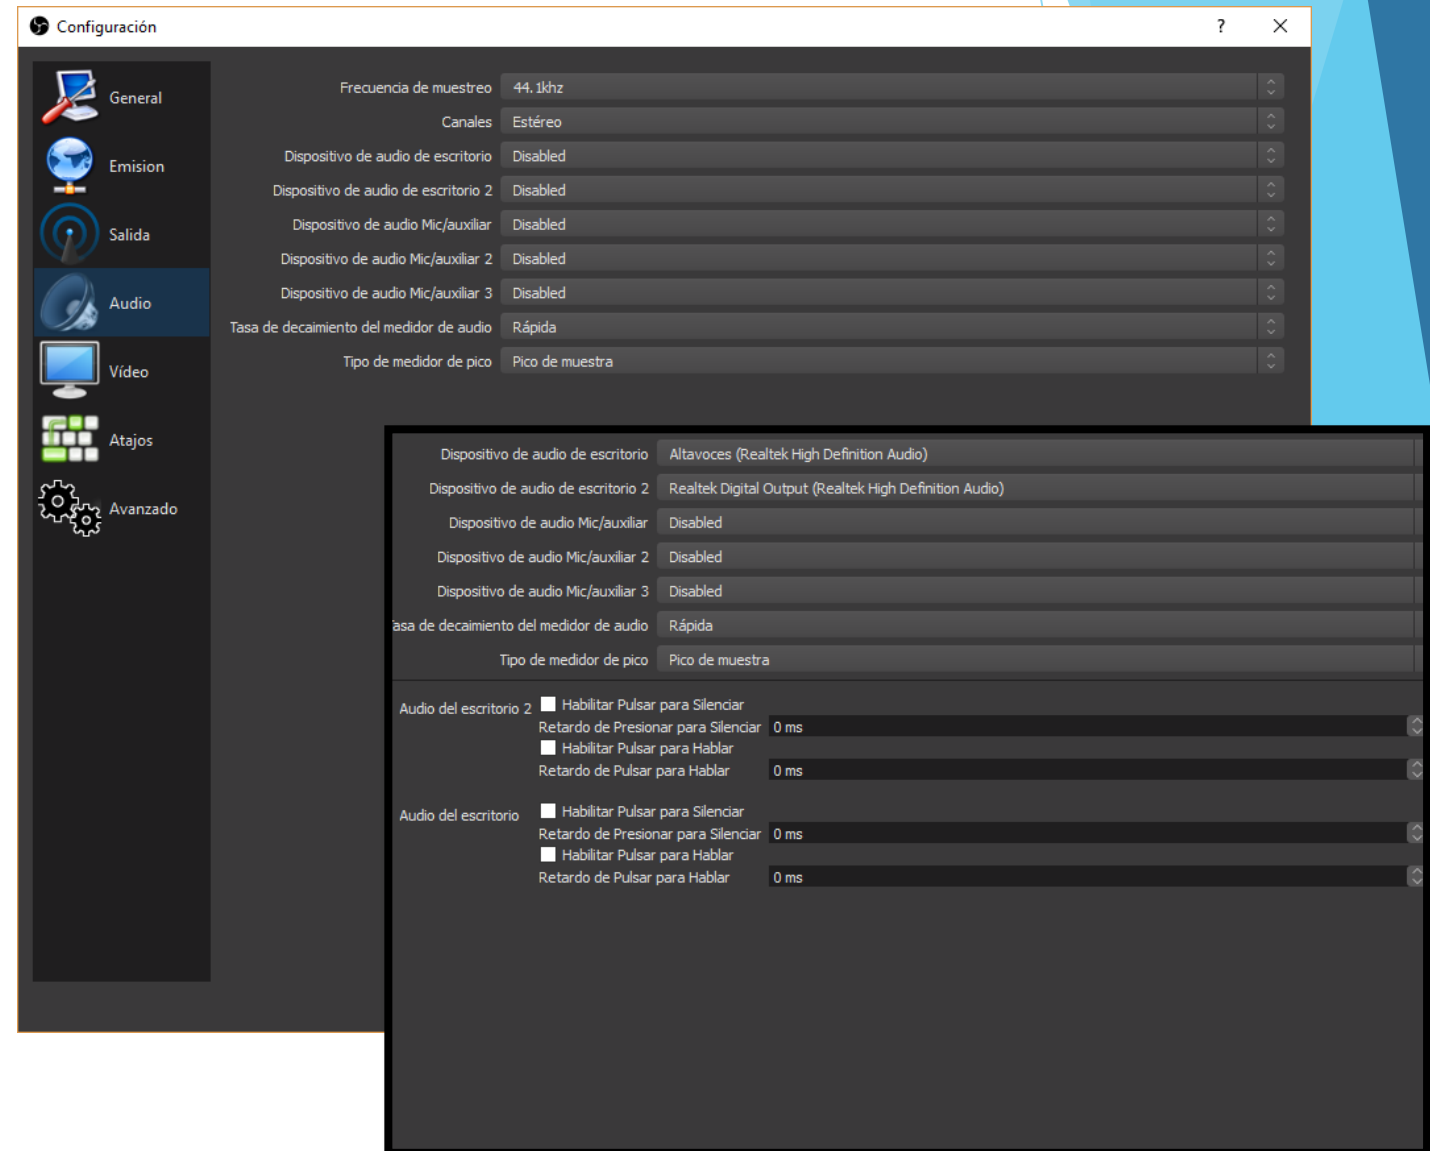 Configuración
?
General
Emision
Salida
Audio
Vídeo
Atajos
Avanzado
Frecuencia de muestreo 44.1khz
Canales Estéreo
Dispositivo de audio de escritorio Disabled
Dispositivo de audio de escritorio 2 Disabled
Dispositivo de audio Mic/auxiliar Disabled
Dispositivo de audio Mic/auxiliar 2 Disabled
Dispositivo de audio Mic/auxiliar 3 Disabled
Tasa de decaimiento del medidor de audio Rápida
Tipo de medidor de pico Pico de muestra
Dispositivo de audio de escritorio Altavoces (Realtek High Definition Audio)
Dispositivo de audio de escritorio 2 Realtek Digital Output (Realtek High Definition Audio)
Dispositivo de audio Mic/auxiliar Disabled
Dispositivo de audio Mic/auxiliar 2 Disabled
Dispositivo de audio Mic/auxiliar 3 Disabled
asa de decaimiento del medidor de audio Rápida
Tipo de medidor de pico Pico de muestra
Audio del escritorio 2 Habilitar Pulsar para Silenciar
Retardo de Presionar para Silenciar 0 ms
Habilitar Pulsar para Hablar
Retardo de Pulsar para Hablar 0 ms
Audio del escritorio Habilitar Pulsar para Silenciar
Retardo de Presionar para Silenciar 0 ms
Habilitar Pulsar para Hablar
Retardo de Pulsar para Hablar 0 ms